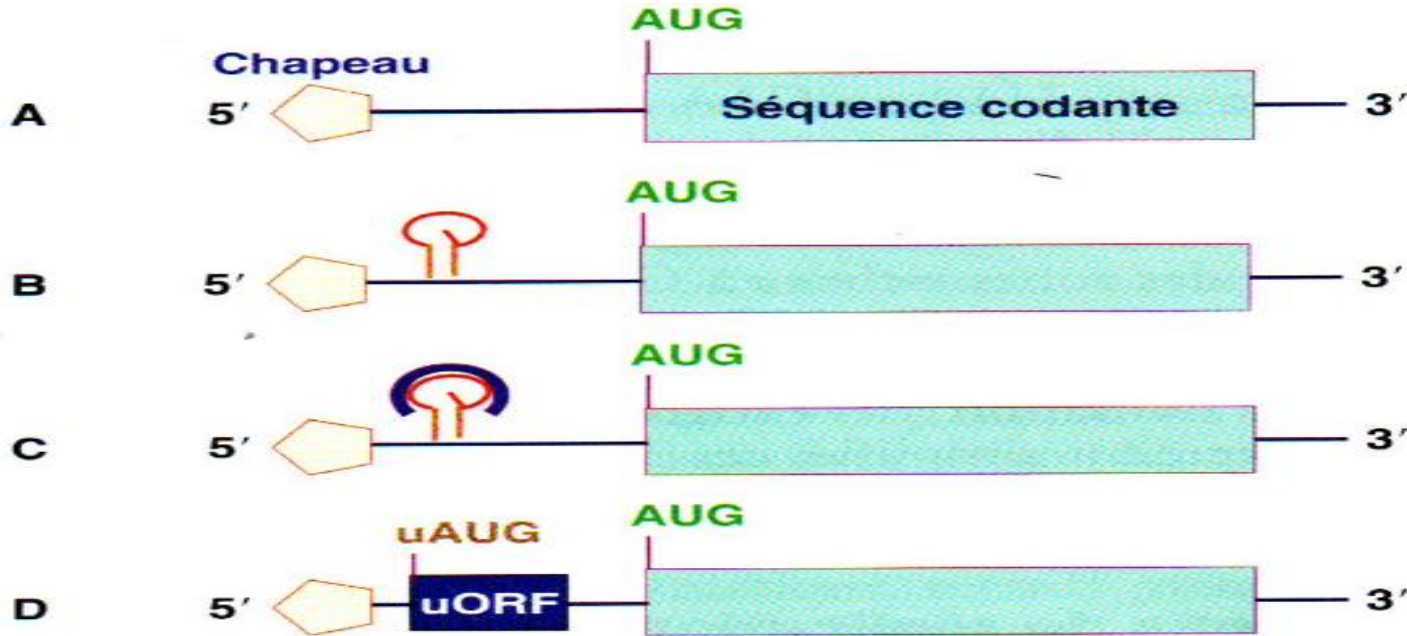 AUG
Chapeau
A 5′ Séquence codante 3′
AUG
B 5′ 3′
AUG
C 5′ 3′
uAUG AUG
D 5′ uORF 3′